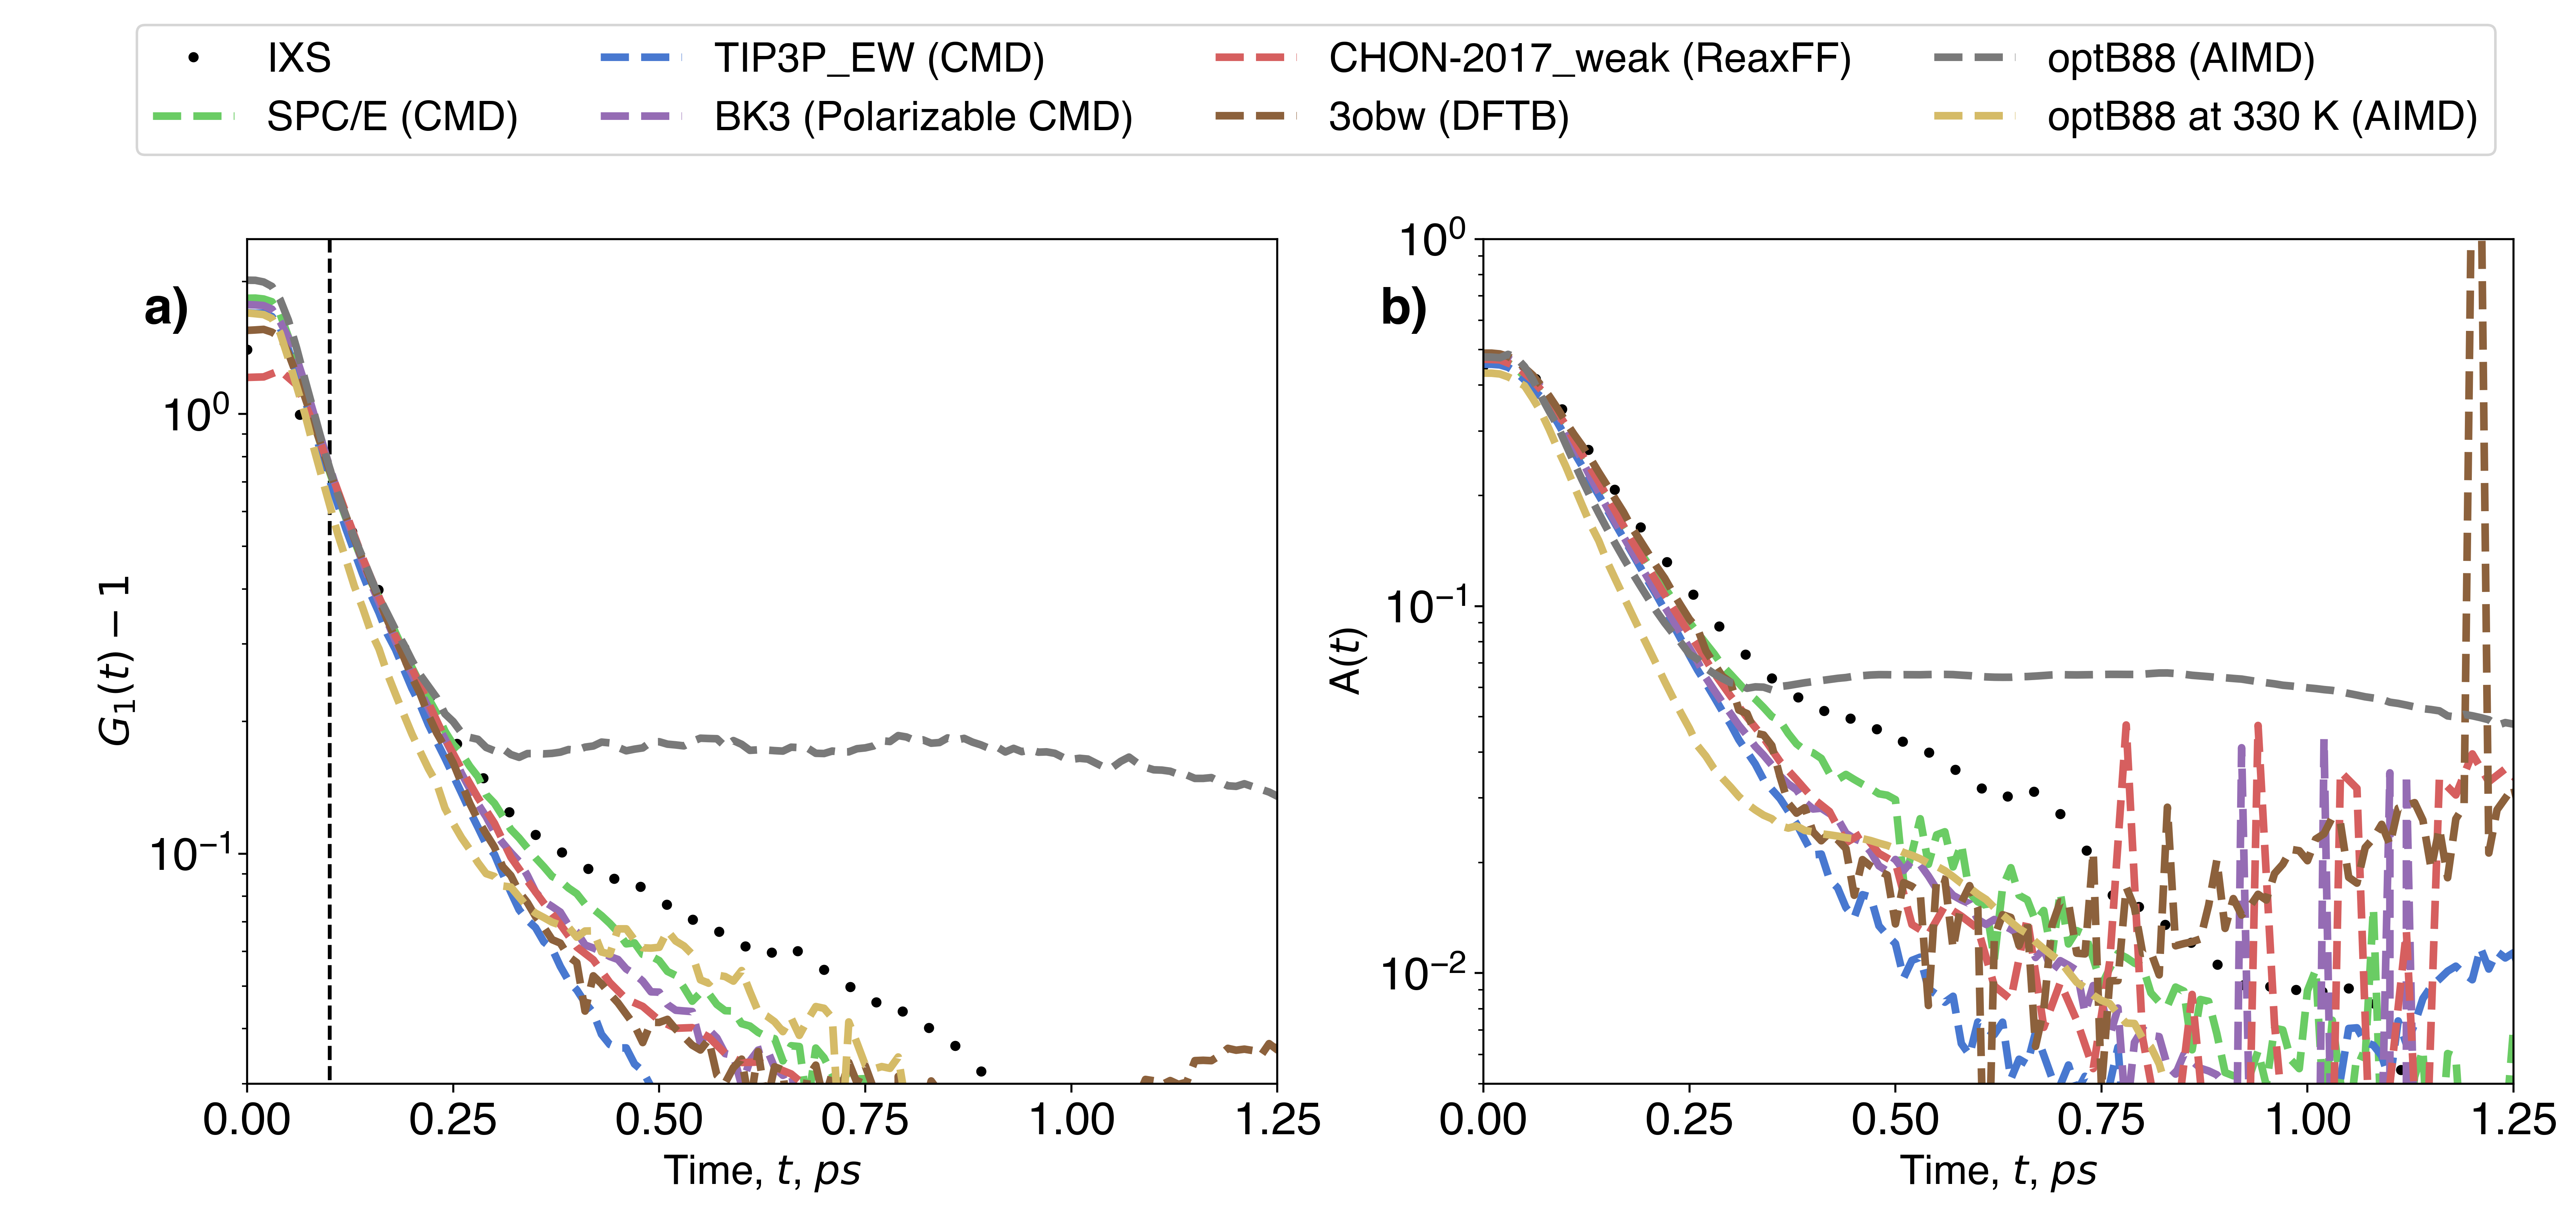 IXS
SPC/E (CMD)
TIP3P_EW (CMD)
BK3 (Polarizable CMD)
CHON-2017_weak (ReaxFF)
3obw (DFTB)
optB88 (AIMD)
optB88 at 330 K (AIMD)
a)
10⁰
10⁻¹
G₁(t) − 1
0.00 0.25 0.50 0.75 1.00 1.25
Time, t, ps
b)
10⁰
10⁻¹
10⁻²
A(t)
0.00 0.25 0.50 0.75 1.00 1.25
Time, t, ps